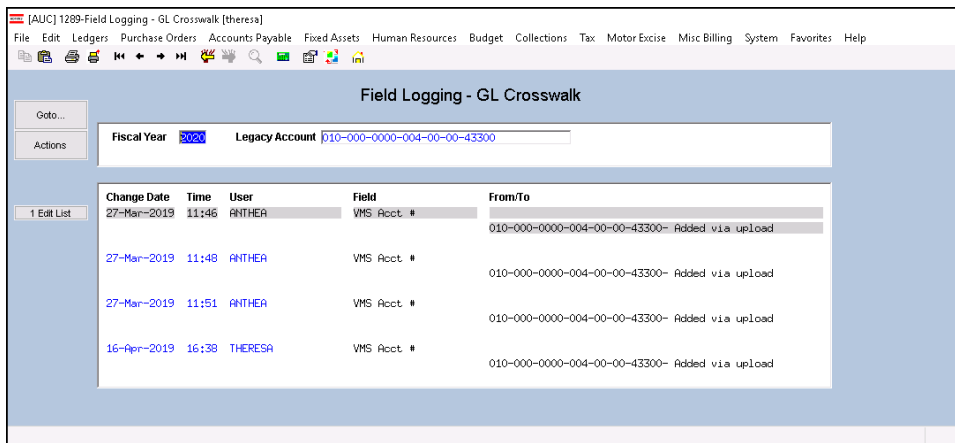 [AUC] 1289-Field Logging - GL Crosswalk [theresa]
File Edit Ledgers Purchase Orders Accounts Payable Fixed Assets Human Resources Budget Collections Tax Motor Excise Misc Billing System Favorites Help
Field Logging - GL Crosswalk
Goto...
Actions
Fiscal Year 2020 Legacy Account 010-000-0000-004-00-00-43300
Change Date Time User Field From/To
1 Edit List
27-Mar-2019 11:46 ANTHEA VMS Acct #
010-000-0000-004-00-00-43300- Added via upload
27-Mar-2019 11:48 ANTHEA VMS Acct #
010-000-0000-004-00-00-43300- Added via upload
27-Mar-2019 11:51 ANTHEA VMS Acct #
010-000-0000-004-00-00-43300- Added via upload
16-Apr-2019 16:38 THERESA VMS Acct #
010-000-0000-004-00-00-43300- Added via upload